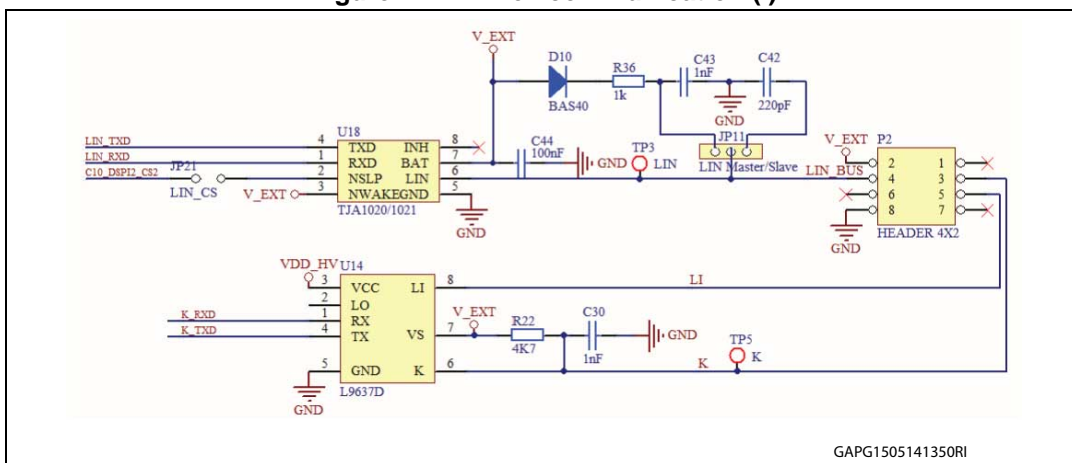 V_EXT
D10
BAS40
R36
1k
C43
1nF
C42
220pF
GND
JP11
LIN Master/Slave
U18
LIN_TXD 4 TXD INH 8
LIN_RXD 1 RXD BAT 7
C10_DSPI2_CS2 JP21 2 NSLP LIN 6
LIN_CS V_EXT 3 NWAKEGND 5
TJA1020/1021
GND
C44
100nF
GND
TP3
LIN
P2
V_EXT 2 1
LIN_BUS 4 3
6 5
8 7
GND
HEADER 4X2
VDD_HV U14
3 VCC LI 8 LI
2 LO
K_RXD 1 RX
K_TXD 4 TX VS 7
5 GND K 6 K
GND
L9637D
V_EXT
R22
4K7
C30
1nF
GND
TP5
K
GAPG1505141350RI